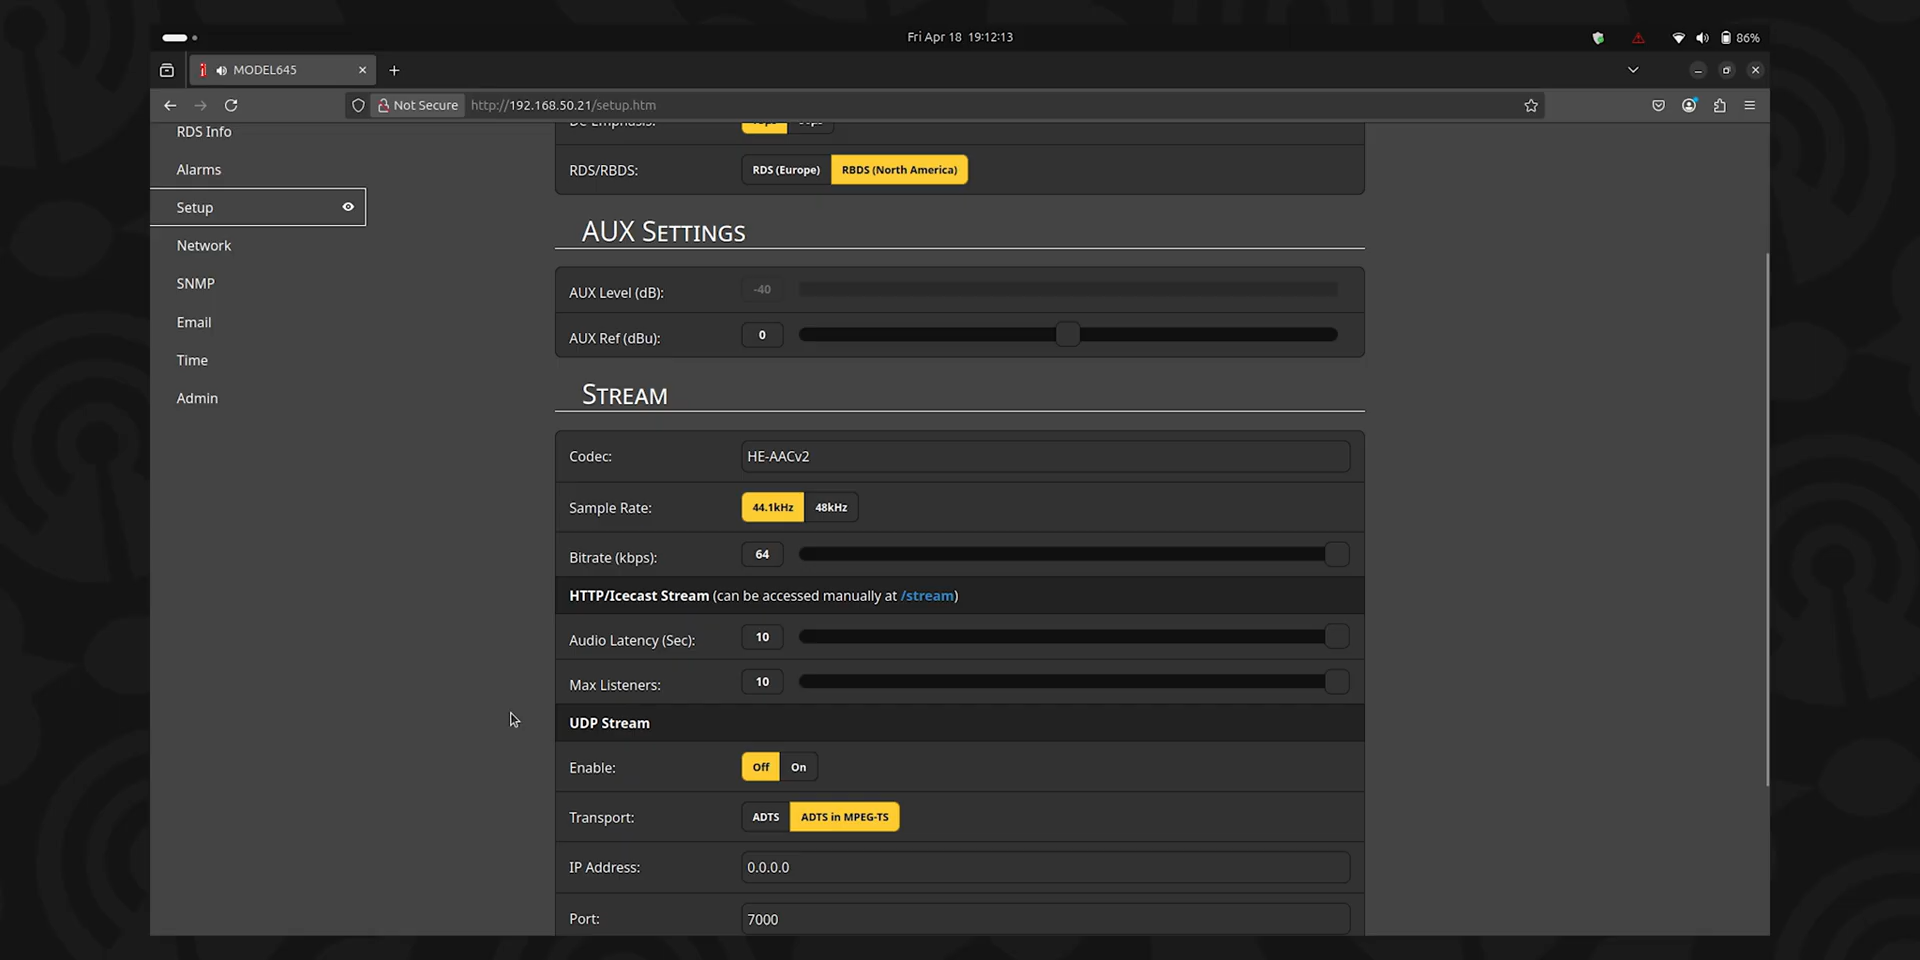 Fri Apr 18 19:12:13
86%
MODEL645
Not Secure http://192.168.50.21/setup.htm
RDS Info
Alarms
Setup
Network
SNMP
Email
Time
Admin
De-Emphasis:
RDS/RBDS: RDS (Europe) RBDS (North America)
AUX Settings
AUX Level (dB): -40
AUX Ref (dBu): 0
Stream
Codec: HE-AACv2
Sample Rate: 44.1kHz 48kHz
Bitrate (kbps): 64
HTTP/Icecast Stream (can be accessed manually at /stream)
Audio Latency (Sec): 10
Max Listeners: 10
UDP Stream
Enable: Off On
Transport: ADTS ADTS in MPEG-TS
IP Address: 0.0.0.0
Port: 7000